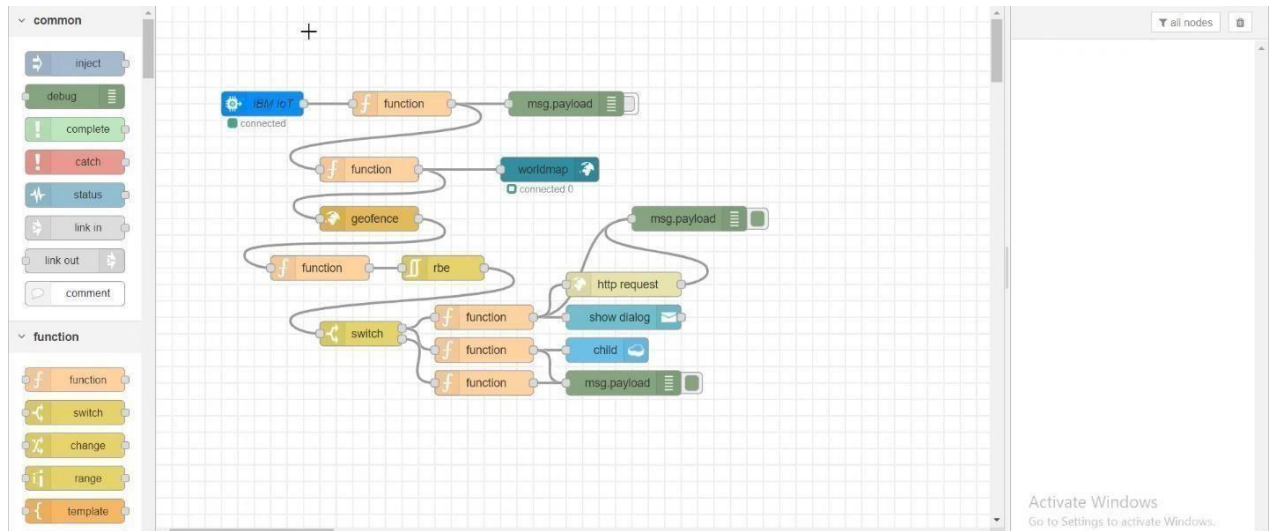 common
all nodes
inject
debug
complete
catch
status
link in
link out
comment
function
function
switch
change
range
template
IBM IoT
connected
function
msg.payload
function
worldmap
connected 0
geofence
msg.payload
function
rbe
http request
switch
function
show dialog
function
child
function
msg.payload
Activate Windows
Go to Settings to activate Windows.